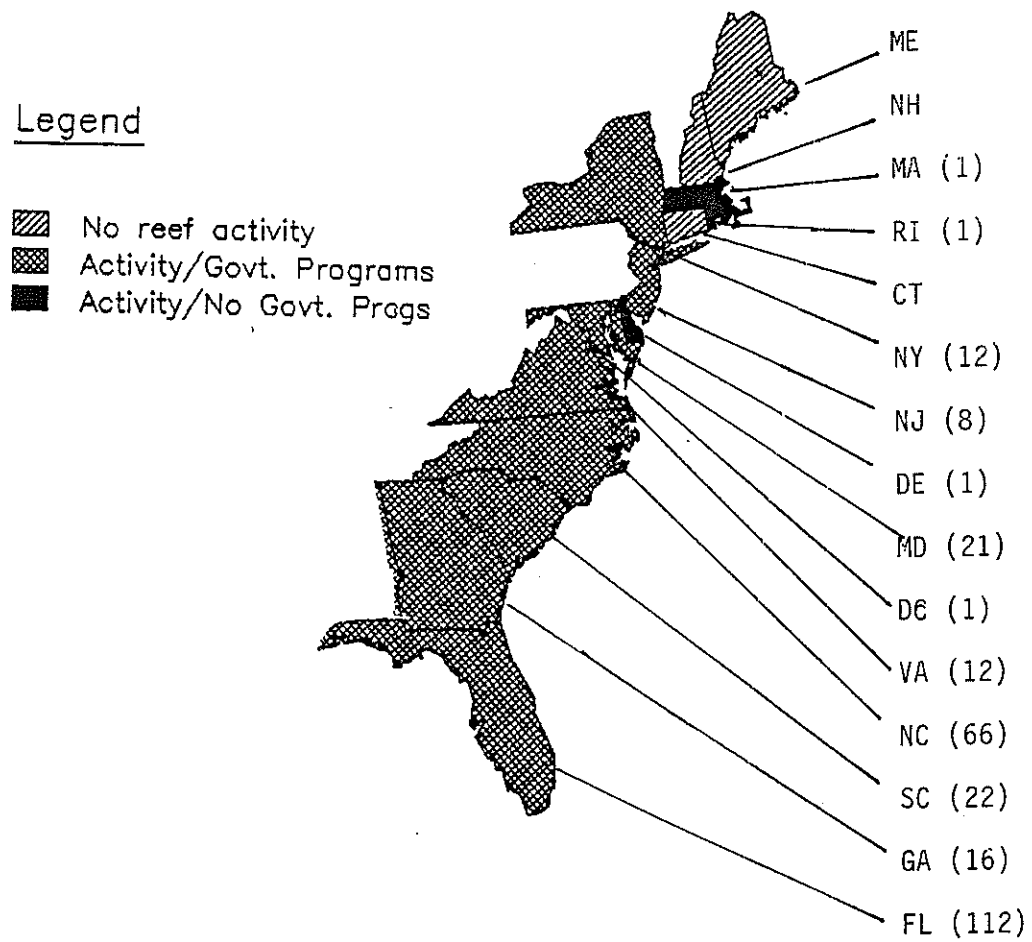 Legend
No reef activity
Activity/Govt. Programs
Activity/No Govt. Progs
ME
NH
MA (1)
RI (1)
CT
NY (12)
NJ (8)
DE (1)
MD (21)
D6 (1)
VA (12)
NC (66)
SC (22)
GA (16)
FL (112)